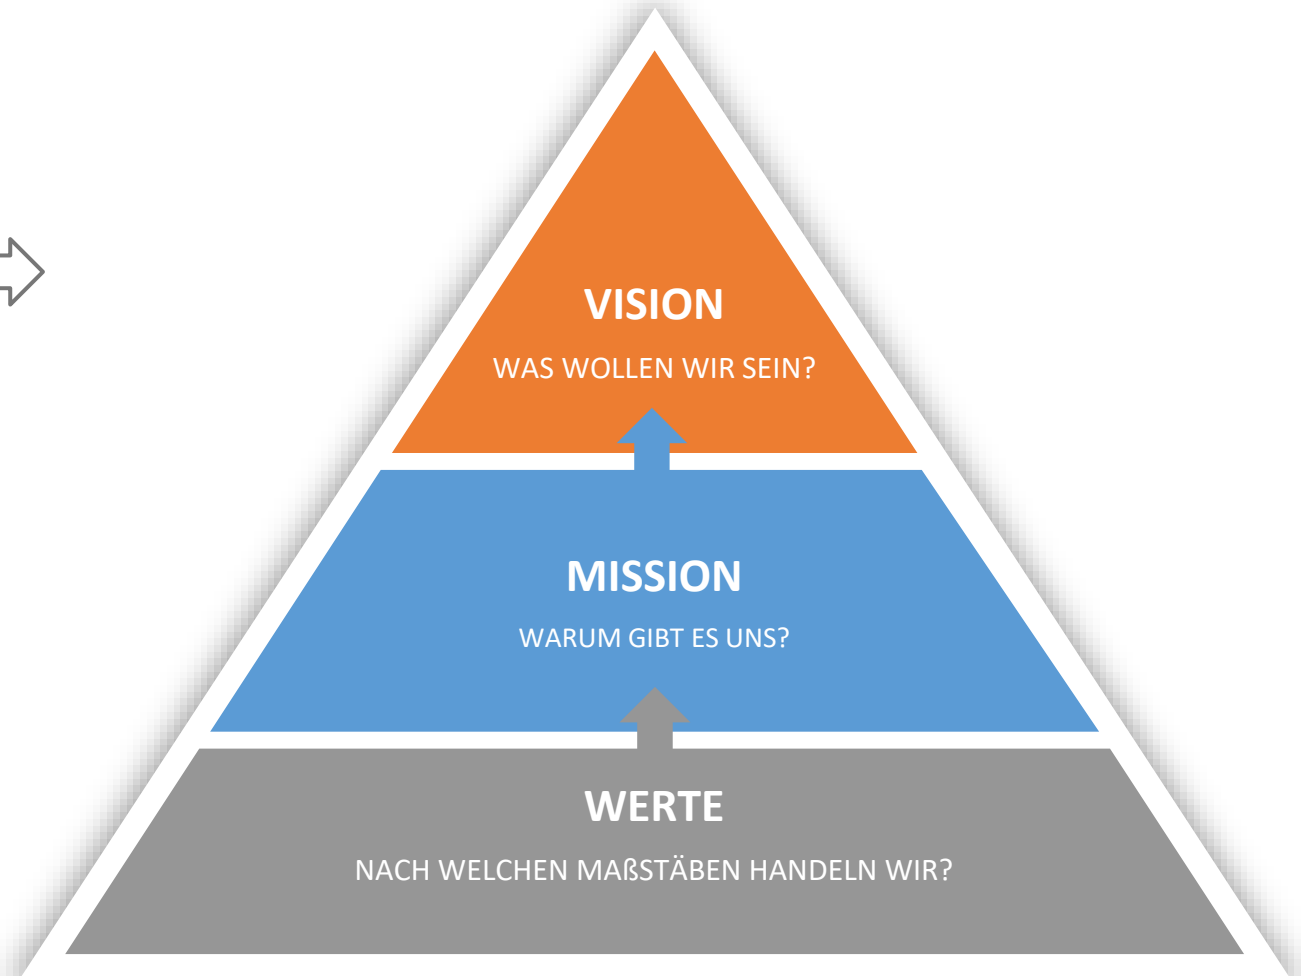 VISION
WAS WOLLEN WIR SEIN?
MISSION
WARUM GIBT ES UNS?
WERTE
NACH WELCHEN MAßSTÄBEN HANDELN WIR?